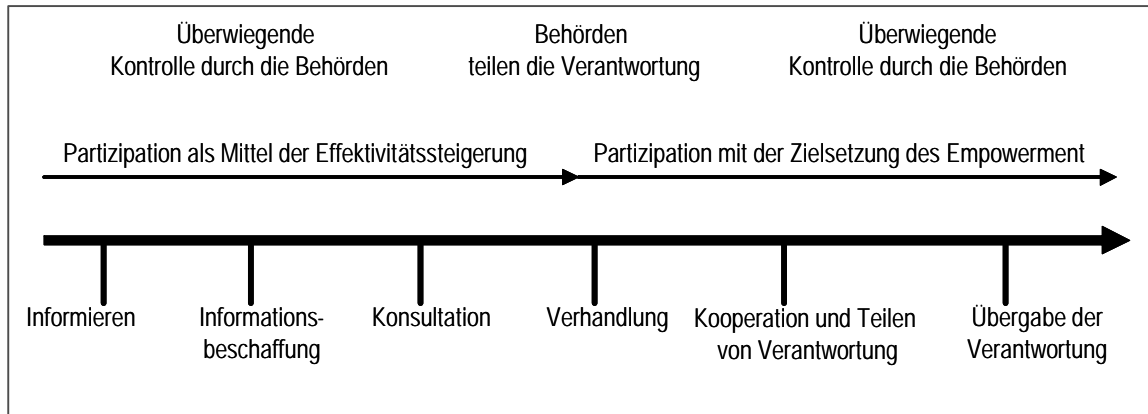 Überwiegende
Kontrolle durch die Behörden
Behörden
teilen die Verantwortung
Überwiegende
Kontrolle durch die Behörden
Partizipation als Mittel der Effektivitätssteigerung
Partizipation mit der Zielsetzung des Empowerment
Informieren
Informations-
beschaffung
Konsultation
Verhandlung
Kooperation und Teilen
von Verantwortung
Übergabe der
Verantwortung